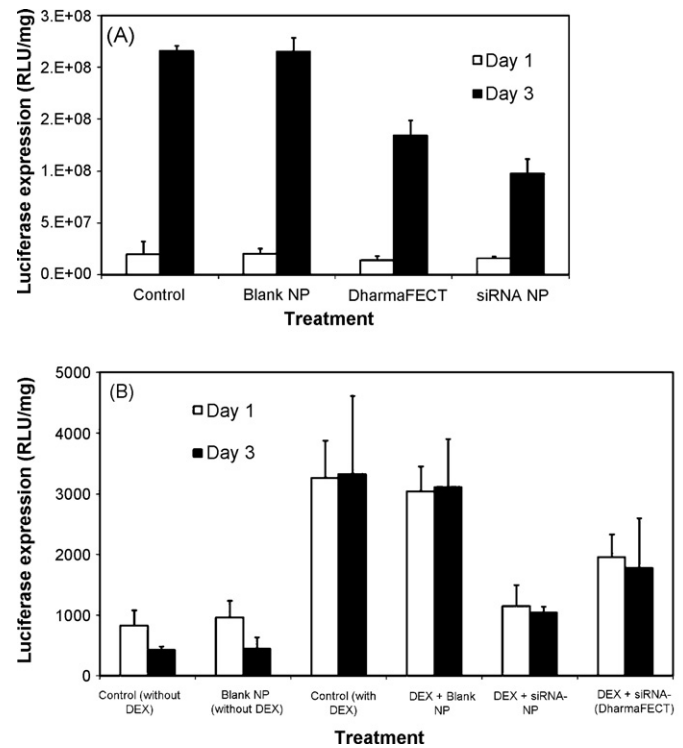 (A)
Luciferase expression (RLU/mg)
3.E+08
2.E+08
2.E+08
1.E+08
5.E+07
0.E+00
Day 1
Day 3
Control
Blank NP
DharmaFECT
siRNA NP
Treatment
(B)
Luciferase expression (RLU/mg)
5000
4000
3000
2000
1000
0
Day 1
Day 3
Control (without
DEX)
Blank NP
(without DEX)
Control (with
DEX)
DEX + Blank
NP
DEX + siRNA-
NP
DEX + siRNA-
(DharmaFECT)
Treatment